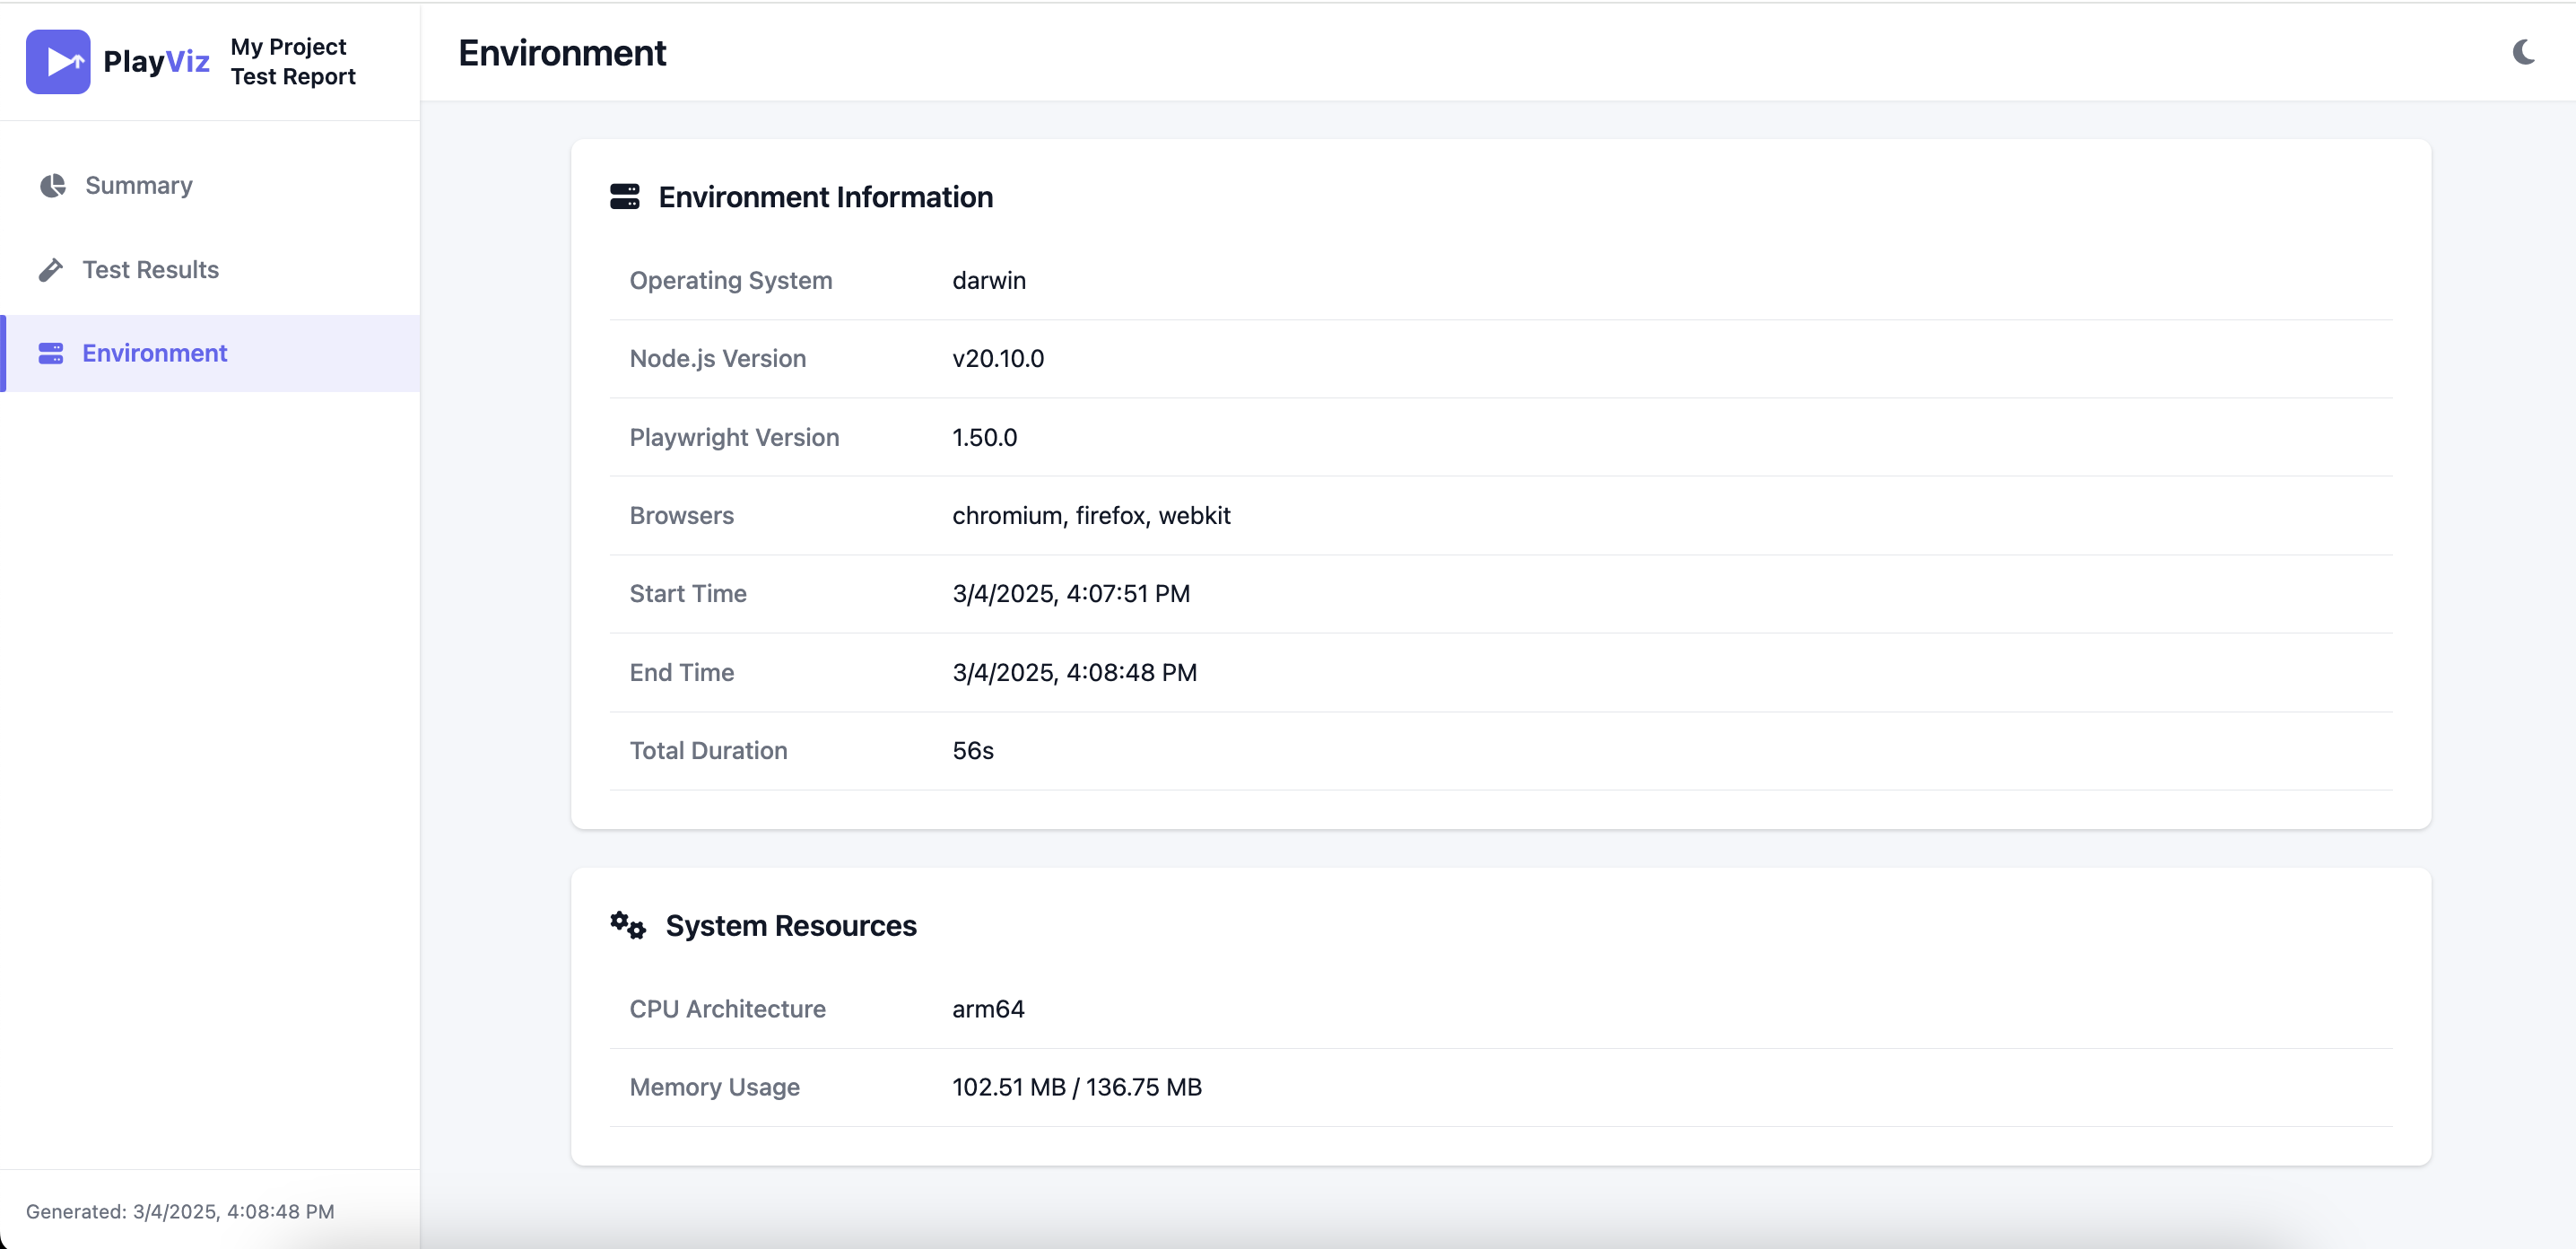 PlayViz
My Project
Test Report
Summary
Test Results
Environment
Generated: 3/4/2025, 4:08:48 PM
Environment
Environment Information
Operating System darwin
Node.js Version v20.10.0
Playwright Version 1.50.0
Browsers chromium, firefox, webkit
Start Time 3/4/2025, 4:07:51 PM
End Time 3/4/2025, 4:08:48 PM
Total Duration 56s
System Resources
CPU Architecture arm64
Memory Usage 102.51 MB / 136.75 MB